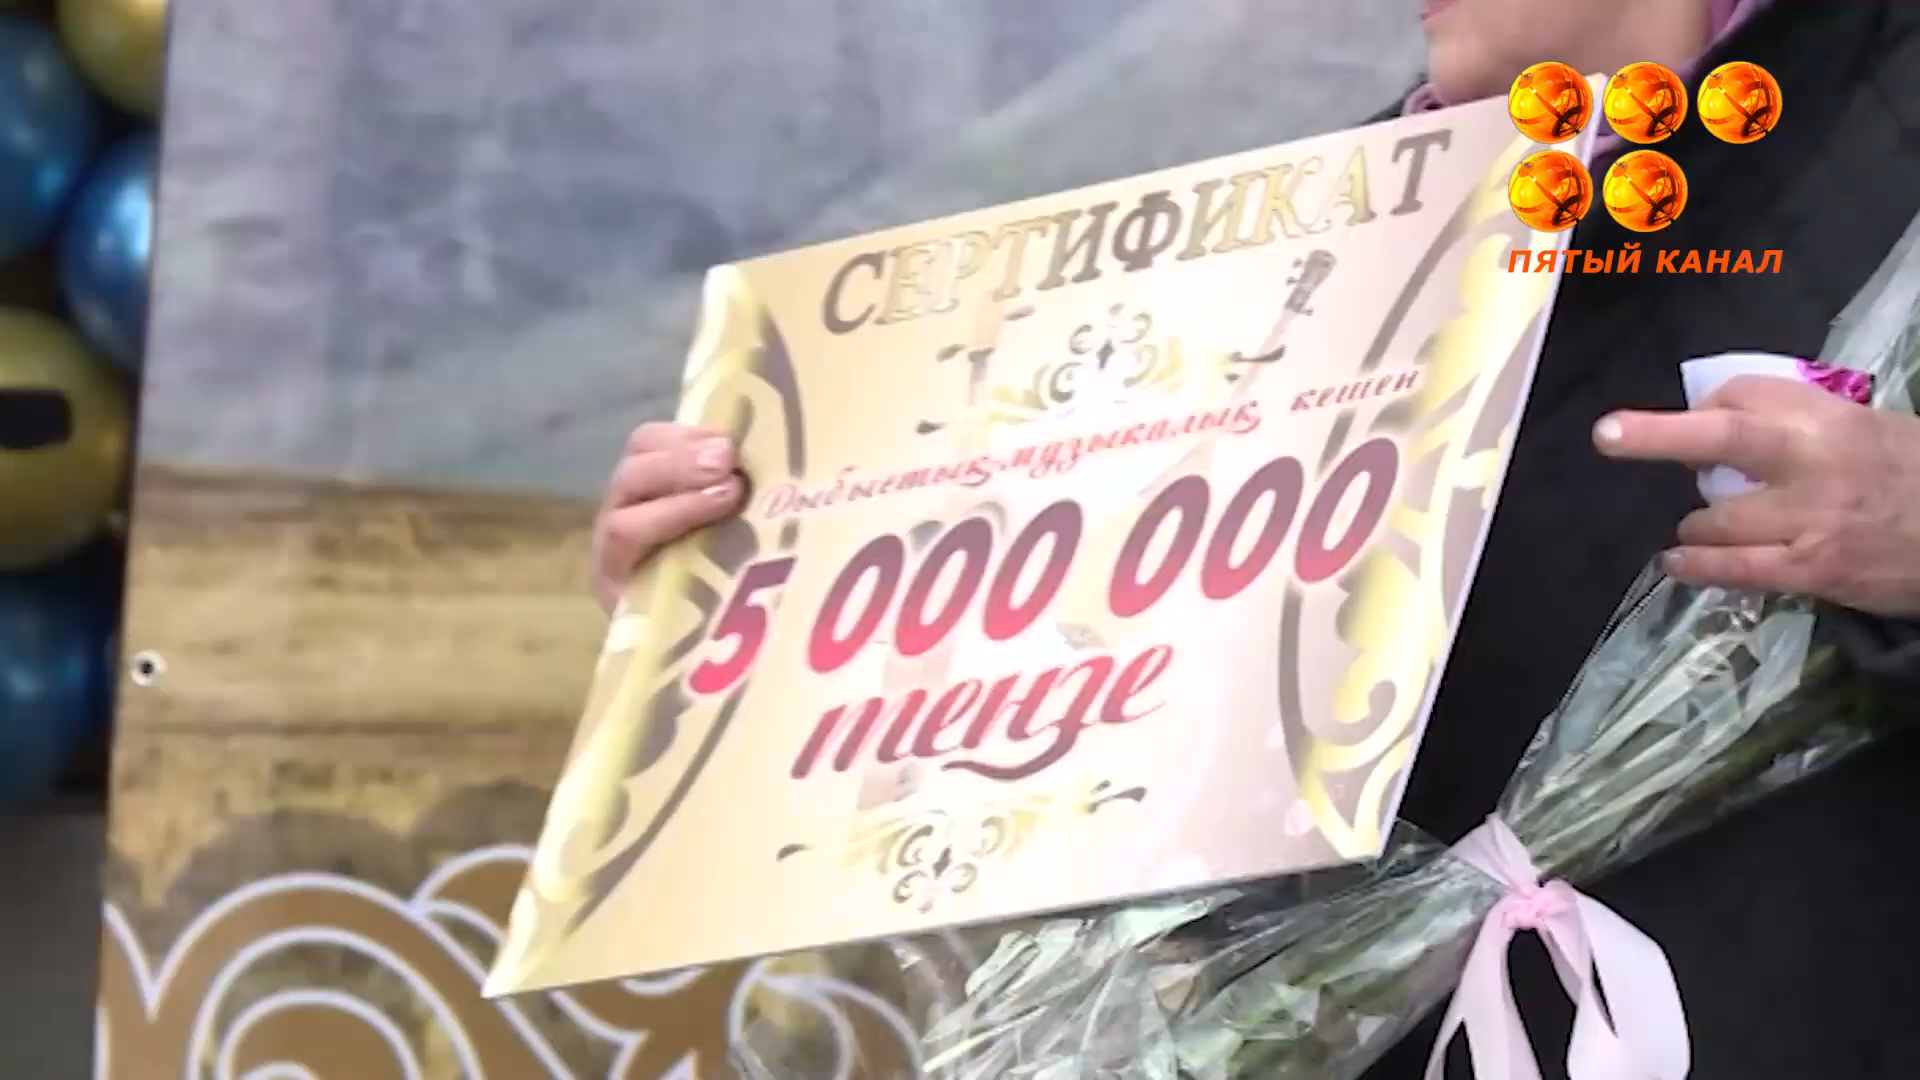 СЕРТИФИКАТ
Дыбыстық-музыкалық кешен
5 000 000
теңге
ПЯТЫЙ КАНАЛ